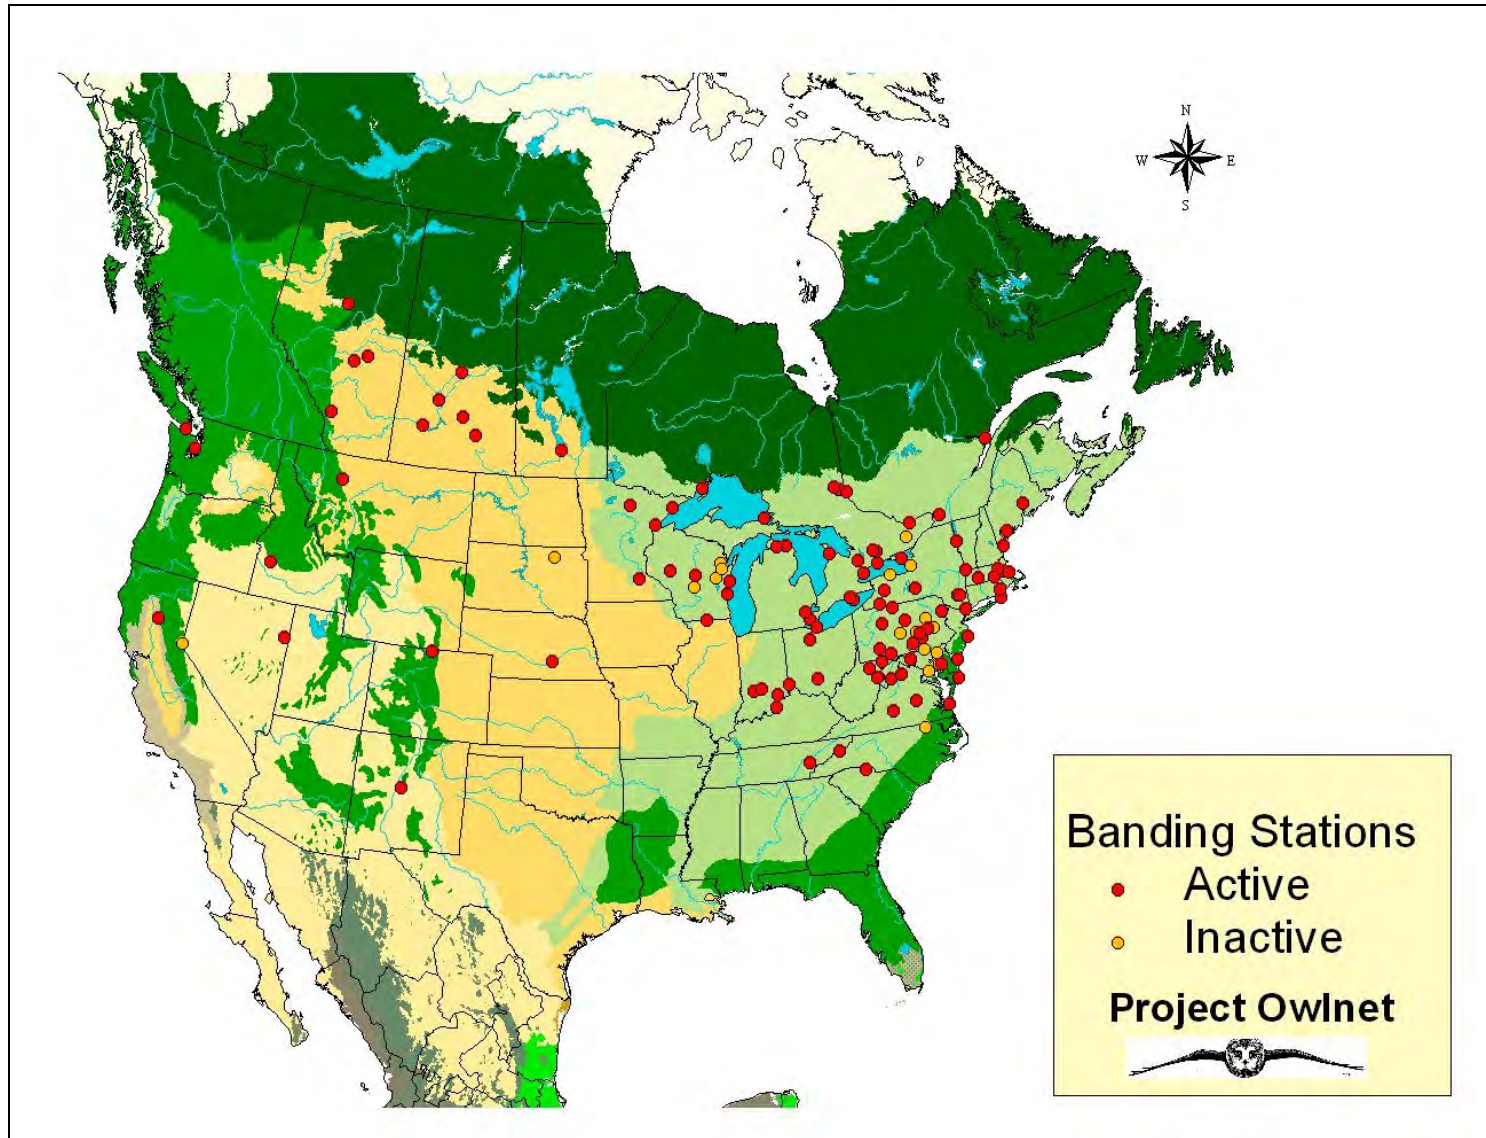 N
W E
S
Banding Stations
Active
Inactive
Project Owlnet